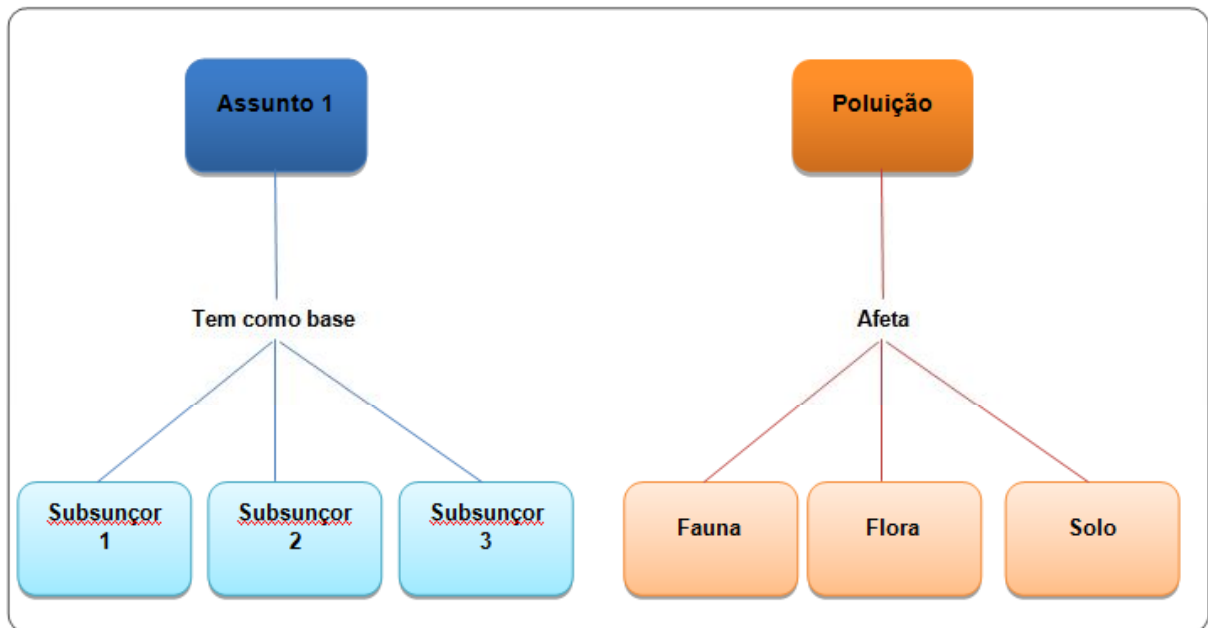 Assunto 1
Poluição
Tem como base
Afeta
Subsunçor
1
Subsunçor
2
Subsunçor
3
Fauna
Flora
Solo